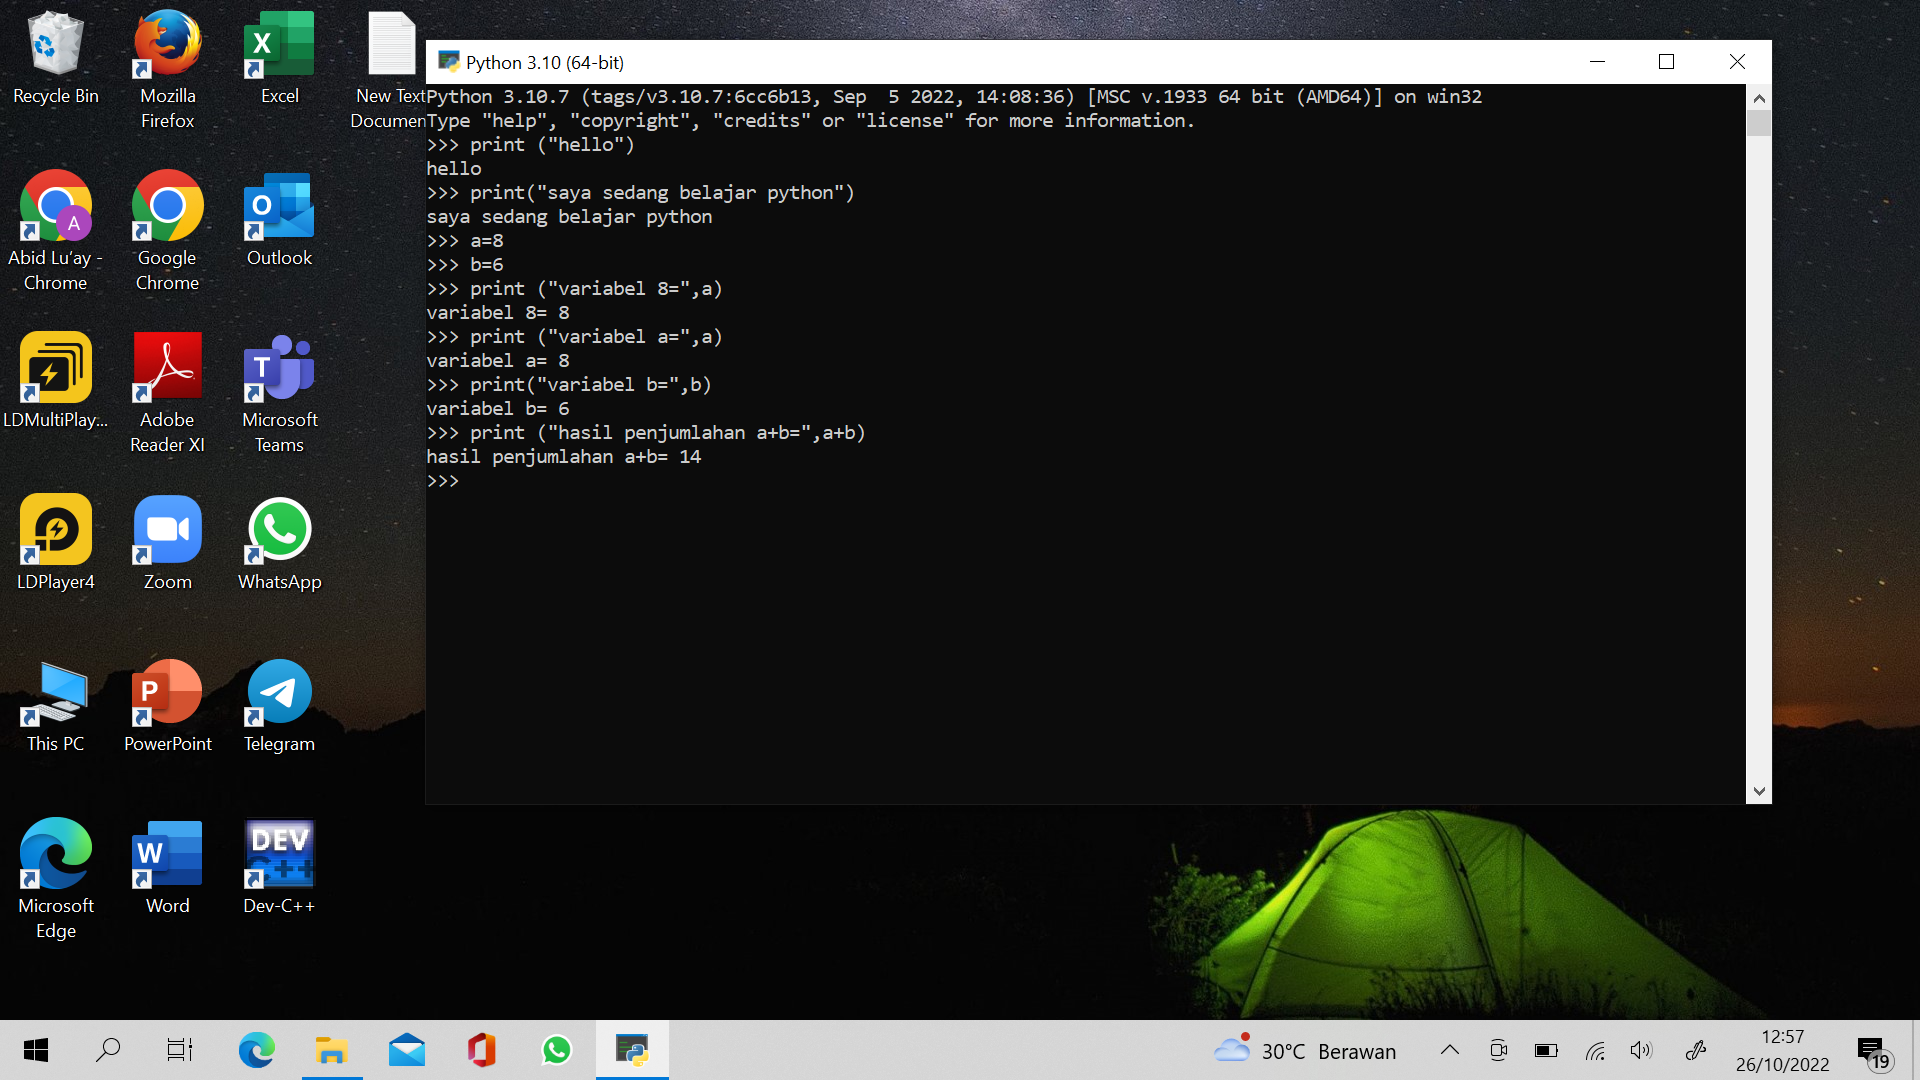 Recycle Bin
Mozilla
Firefox
Excel
New Text
Documen
Abid Lu'ay -
Chrome
Google
Chrome
Outlook
LDMultiPlay...
Adobe
Reader XI
Microsoft
Teams
LDPlayer4
Zoom
WhatsApp
This PC
PowerPoint
Telegram
Microsoft
Edge
Word
DEV
C++
Dev-C++
Python 3.10 (64-bit)
Python 3.10.7 (tags/v3.10.7:6cc6b13, Sep  5 2022, 14:08:36) [MSC v.1933 64 bit (AMD64)] on win32
Type "help", "copyright", "credits" or "license" for more information.
>>> print ("hello")
hello
>>> print("saya sedang belajar python")
saya sedang belajar python
>>> a=8
>>> b=6
>>> print ("variabel 8=",a)
variabel 8= 8
>>> print ("variabel a=",a)
variabel a= 8
>>> print("variabel b=",b)
variabel b= 6
>>> print ("hasil penjumlahan a+b=",a+b)
hasil penjumlahan a+b= 14
>>>
30°C Berawan
12:57
26/10/2022
19